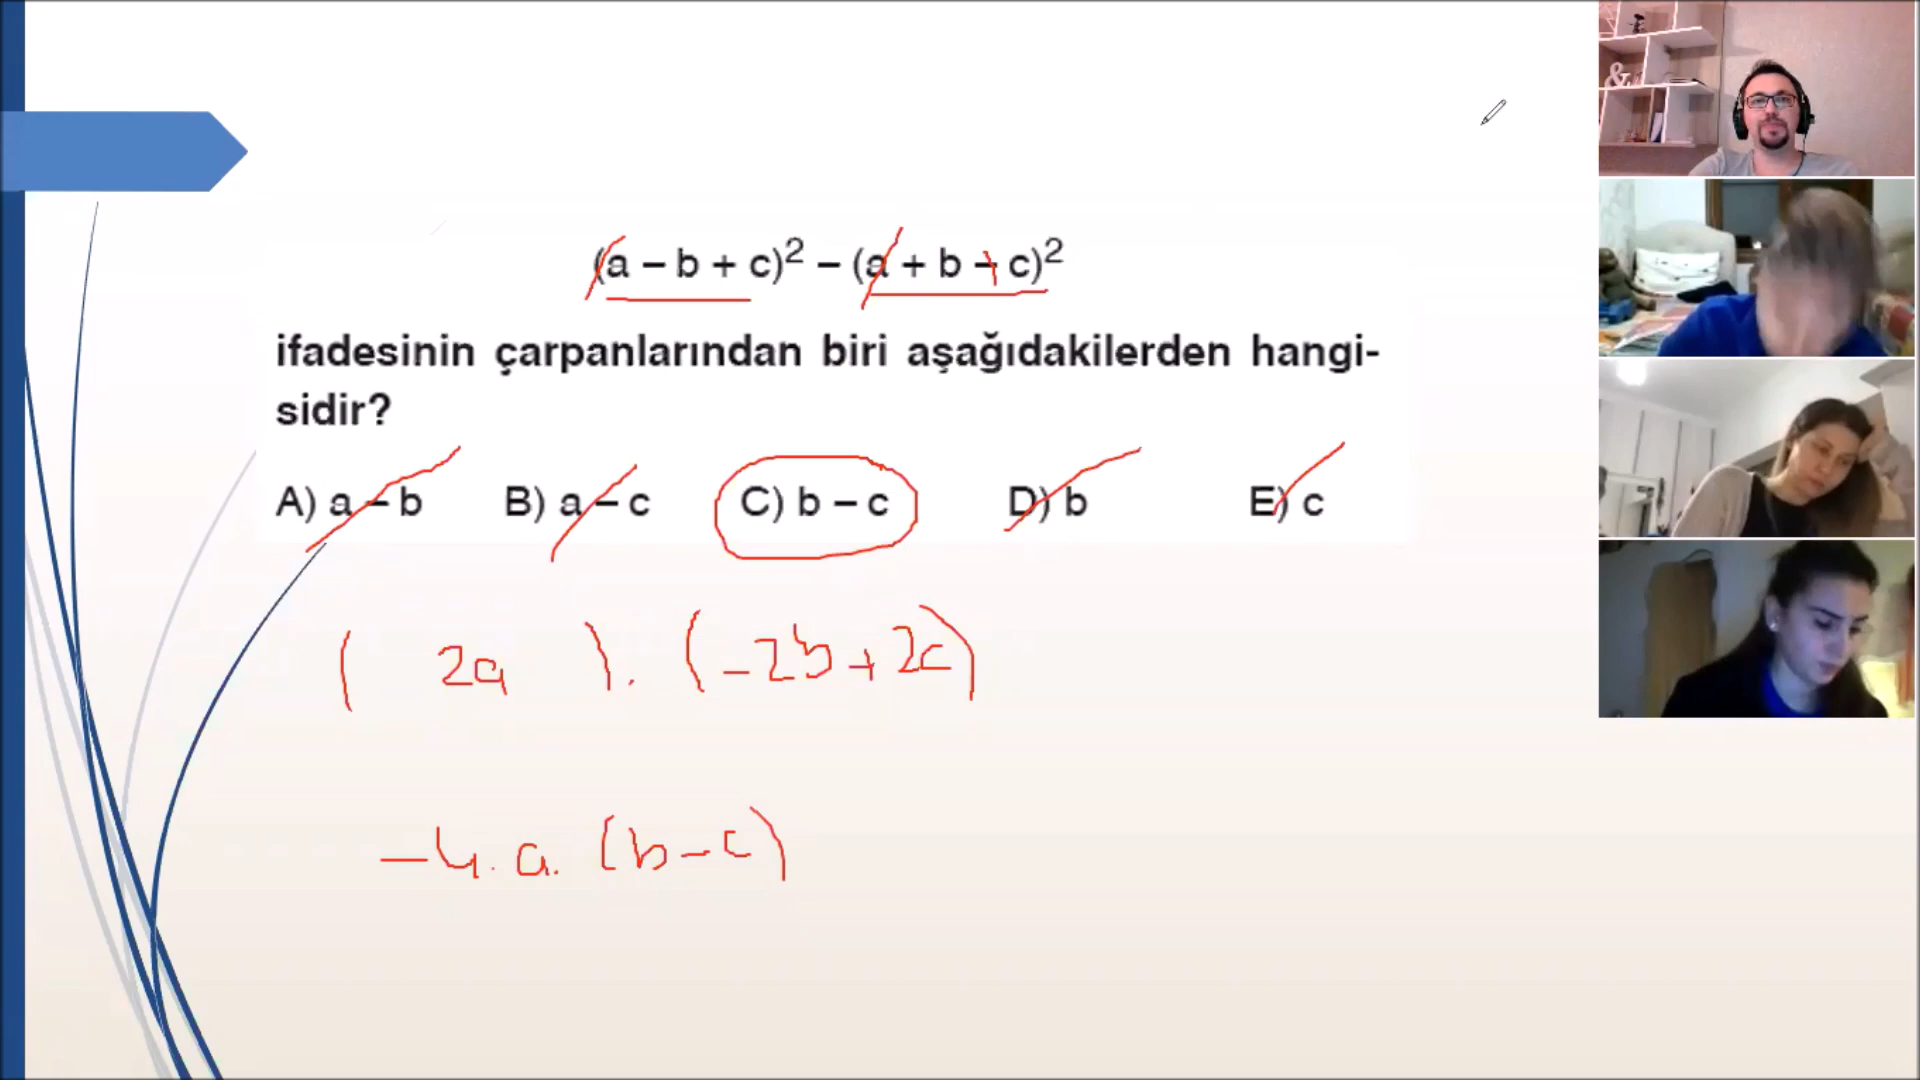 (a – b + c)² – (a + b – c)²
ifadesinin çarpanlarından biri aşağıdakilerden hangi-
sidir?
A) a – b B) a – c C) b – c D) b E) c
( 2a ) . (-2b+2c)
-4.a.(b-c)
&